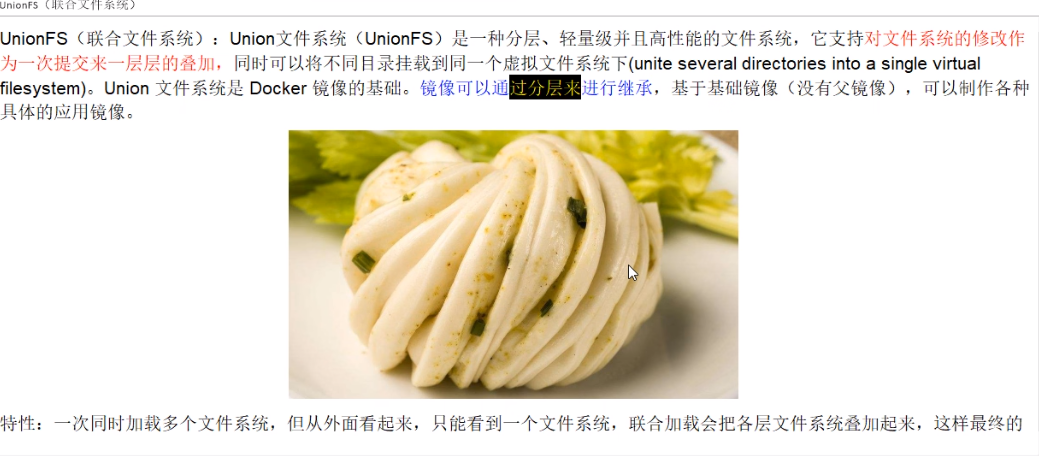 UnionFS（联合文件系统）
UnionFS（联合文件系统）：Union文件系统（UnionFS）是一种分层、轻量级并且高性能的文件系统，它支持对文件系统的修改作
为一次提交来一层层的叠加，同时可以将不同目录挂载到同一个虚拟文件系统下(unite several directories into a single virtual
filesystem)。Union 文件系统是 Docker 镜像的基础。镜像可以通过分层来进行继承，基于基础镜像（没有父镜像），可以制作各种
具体的应用镜像。
特性：一次同时加载多个文件系统，但从外面看起来，只能看到一个文件系统，联合加载会把各层文件系统叠加起来，这样最终的